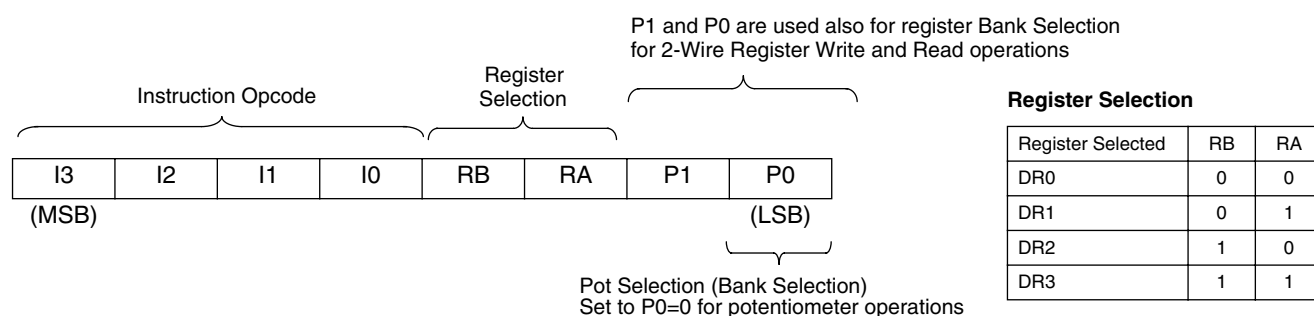 P1 and P0 are used also for register Bank Selection
for 2-Wire Register Write and Read operations
Instruction Opcode
Register
Selection
I3 I2 I1 I0 RB RA P1 P0
(MSB) (LSB)
Pot Selection (Bank Selection)
Set to P0=0 for potentiometer operations
Register Selection
Register Selected RB RA
DR0 0 0
DR1 0 1
DR2 1 0
DR3 1 1